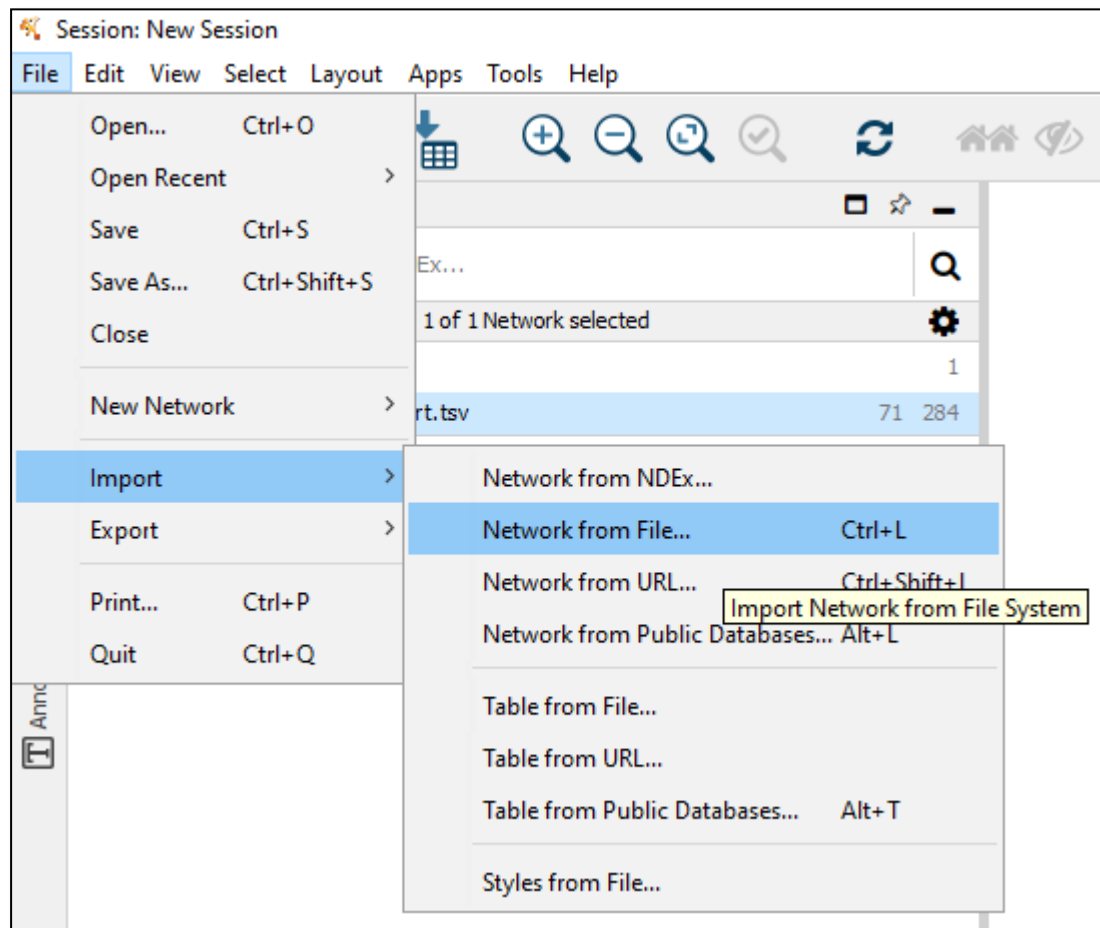 Session: New Session
File Edit View Select Layout Apps Tools Help
Open... Ctrl+O
Open Recent >
Save Ctrl+S
Ex...
Save As... Ctrl+Shift+S
1 of 1 Network selected
Close
1
New Network >
rt.tsv 71 284
Import >
Network from NDEx...
Export >
Network from File... Ctrl+L
Network from URL... Ctrl+Shift+L
Print... Ctrl+P
Import Network from File System
Network from Public Databases... Alt+L
Quit Ctrl+Q
Anno
T
Table from File...
Table from URL...
Table from Public Databases... Alt+T
Styles from File...